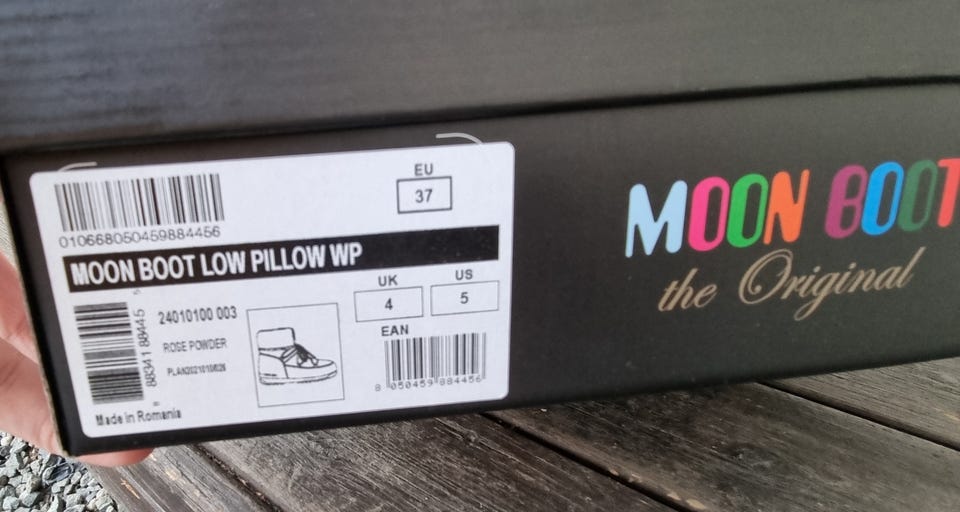 EU
37
010668050459884456
MOON BOOT LOW PILLOW WP
UK
4
US
5
24010100 003
ROSE POWDER
EAN
8 050459 884456
Made in Romania
MOON BOOT
the Original